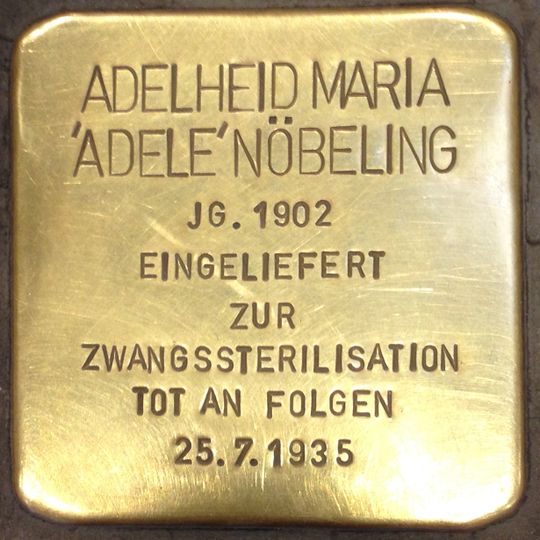 ADELHEID MARIA
'ADELE' NÖBELING
JG. 1902
EINGELIEFERT
ZUR
ZWANGSSTERILISATION
TOT AN FOLGEN
25.7.1935